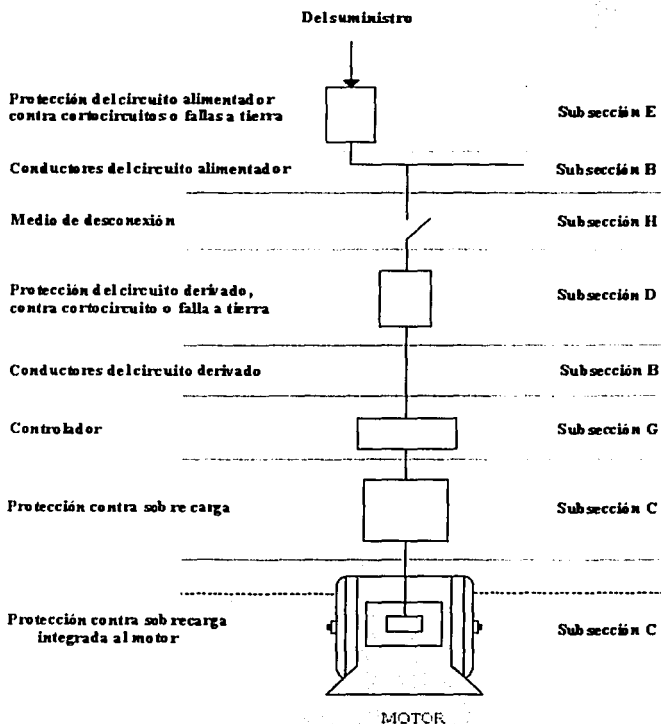 Del suministro
Protección del circuito alimentador
contra cortocircuitos o fallas a tierra
Subsección E
Conductores del circuito alimentador
Subsección B
Medio de desconexión
Subsección H
Protección del circuito derivado,
contra cortocircuito o falla a tierra
Subsección D
Conductores del circuito derivado
Subsección B
Controlador
Subsección G
Protección contra sobre carga
Subsección C
Protección contra sobrecarga
integrada al motor
Subsección C
MOTOR